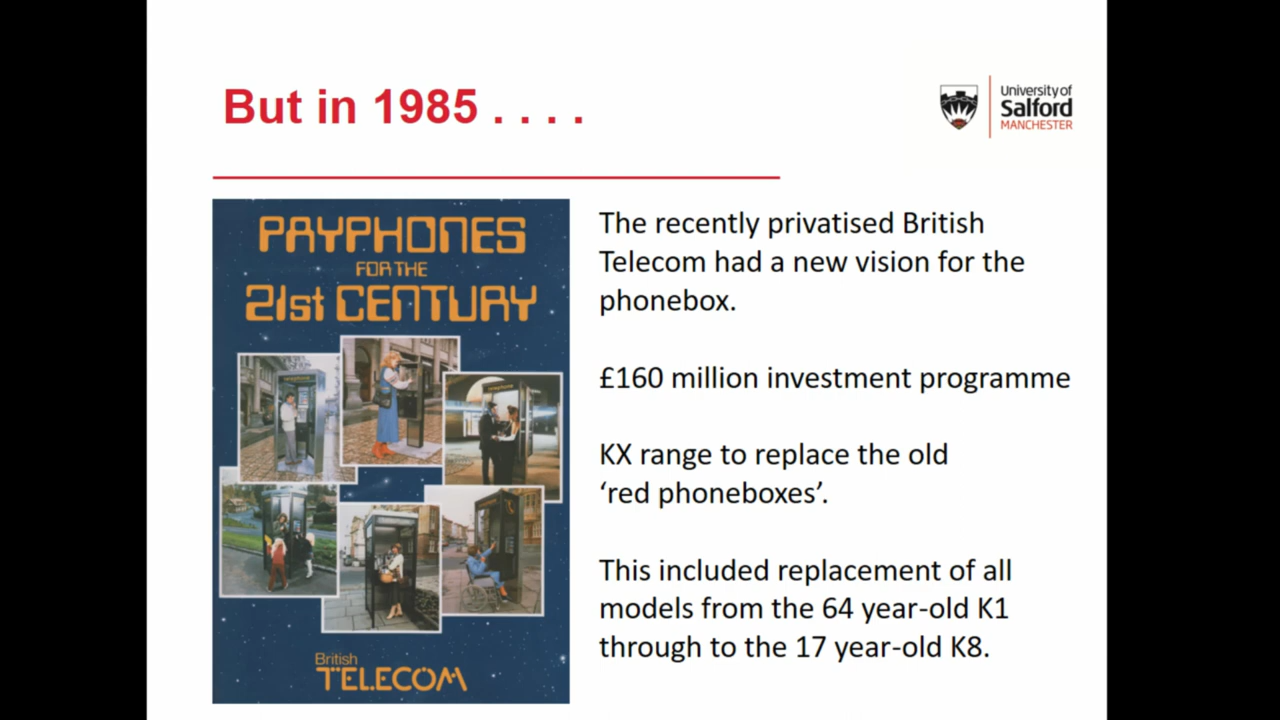 But in 1985 . . . .
University of
Salford
MANCHESTER
PAYPHONES
FOR THE
21st CENTURY
British
TELECOM
The recently privatised British
Telecom had a new vision for the
phonebox.
£160 million investment programme
KX range to replace the old
‘red phoneboxes’.
This included replacement of all
models from the 64 year-old K1
through to the 17 year-old K8.